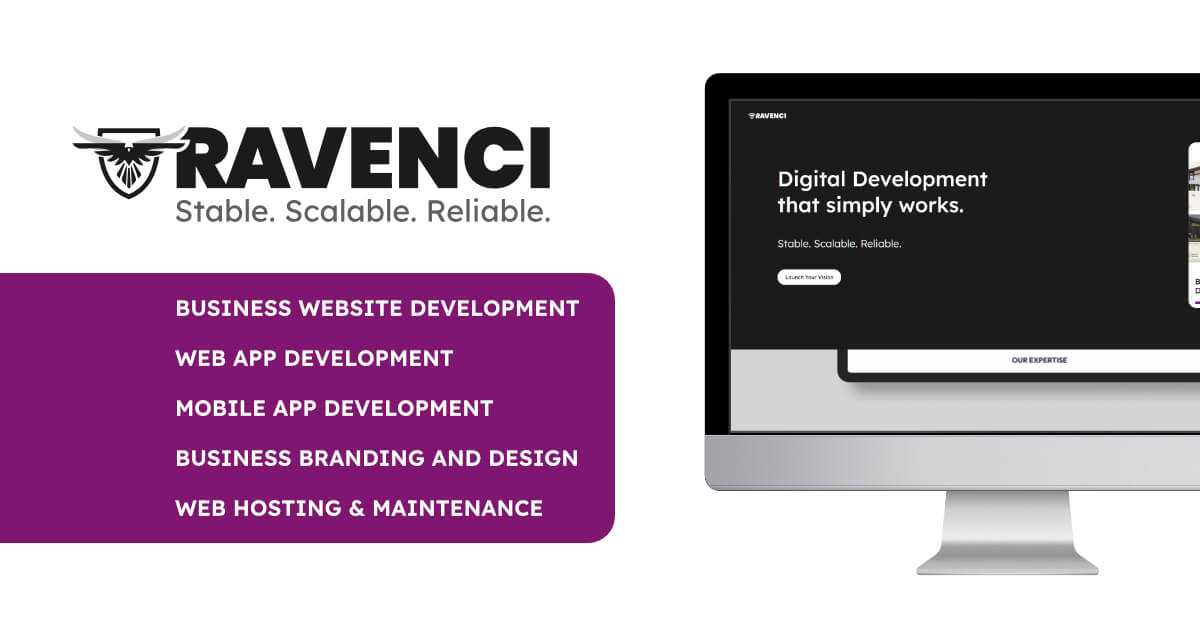 RAVENCI
Stable. Scalable. Reliable.
BUSINESS WEBSITE DEVELOPMENT
WEB APP DEVELOPMENT
MOBILE APP DEVELOPMENT
BUSINESS BRANDING AND DESIGN
WEB HOSTING & MAINTENANCE
RAVENCI
Digital Development
that simply works.
Stable. Scalable. Reliable.
Launch Your Vision
OUR EXPERTISE